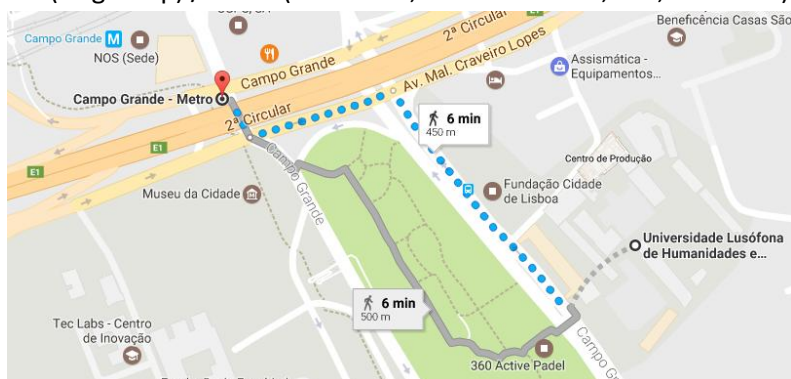 Campo Grande
NOS (Sede)
Campo Grande
2ª Circular
Beneficência Casas São
Campo Grande - Metro
2ª Circular
Av. Mal. Craveiro Lopes
Assismática -
Equipamentos...
E1
E1
E1
6 min
450 m
Centro de Produção
Museu da Cidade
Campo Grande
Fundação Cidade
de Lisboa
Universidade Lusófona
de Humanidades e...
6 min
500 m
Tec Labs - Centro
de Inovação
360 Active Padel